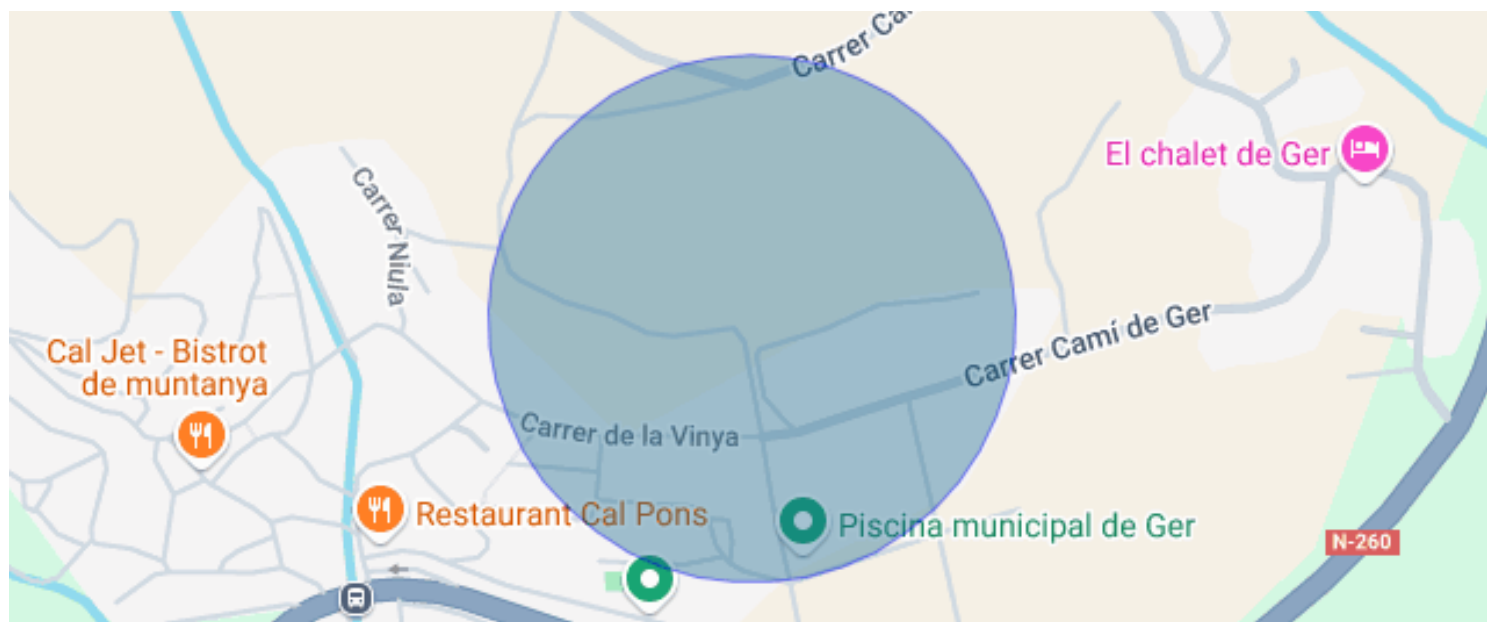 Carrer Ca
El chalet de Ger
Carrer Niula
Carrer Camí de Ger
Cal Jet - Bistrot
de muntanya
Carrer de la Vinya
Restaurant Cal Pons
Piscina municipal de Ger
N-260